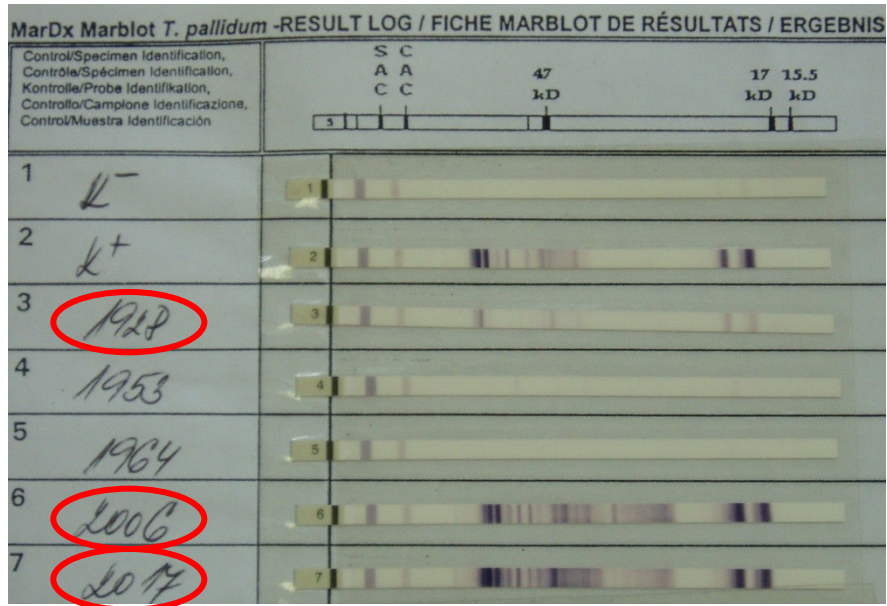 MarDx Marblot T. pallidum -RESULT LOG / FICHE MARBLOT DE RÉSULTATS / ERGEBNIS
Control/Specimen Identification,
Contrôle/Spécimen Identification,
Kontrolle/Probe Identifikation,
Controllo/Campione Identificazione,
Control/Muestra Identificación
S C
A A
C C
47
kD
17 15.5
kD kD
5
1 K- 1
2 K+ 2
3 1928 3
4 1953 4
5 1964 5
6 2006 6
7 2017 7